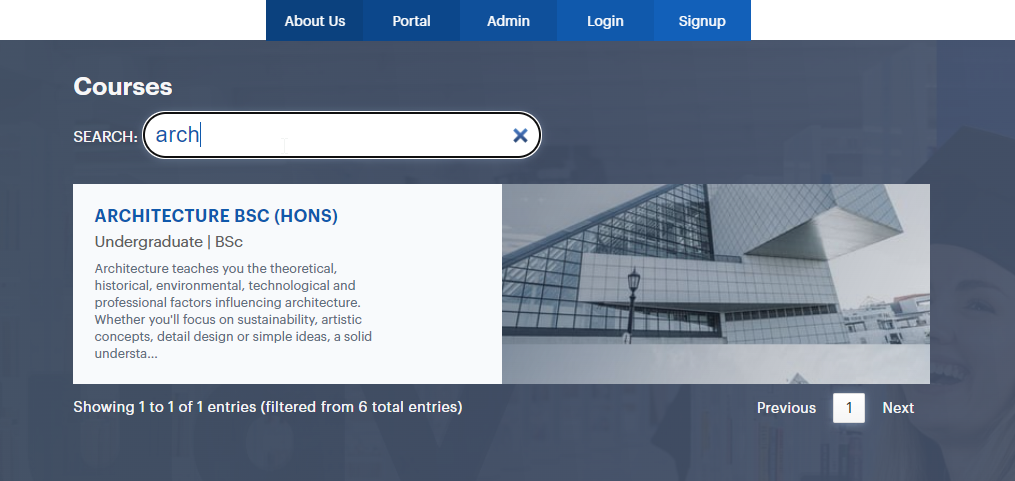 About Us Portal Admin Login Signup
Courses
SEARCH: arch
ARCHITECTURE BSC (HONS)
Undergraduate | BSc
Architecture teaches you the theoretical,
historical, environmental, technological and
professional factors influencing architecture.
Whether you'll focus on sustainability, artistic
concepts, detail design or simple ideas, a solid
understa...
Showing 1 to 1 of 1 entries (filtered from 6 total entries)
Previous 1 Next